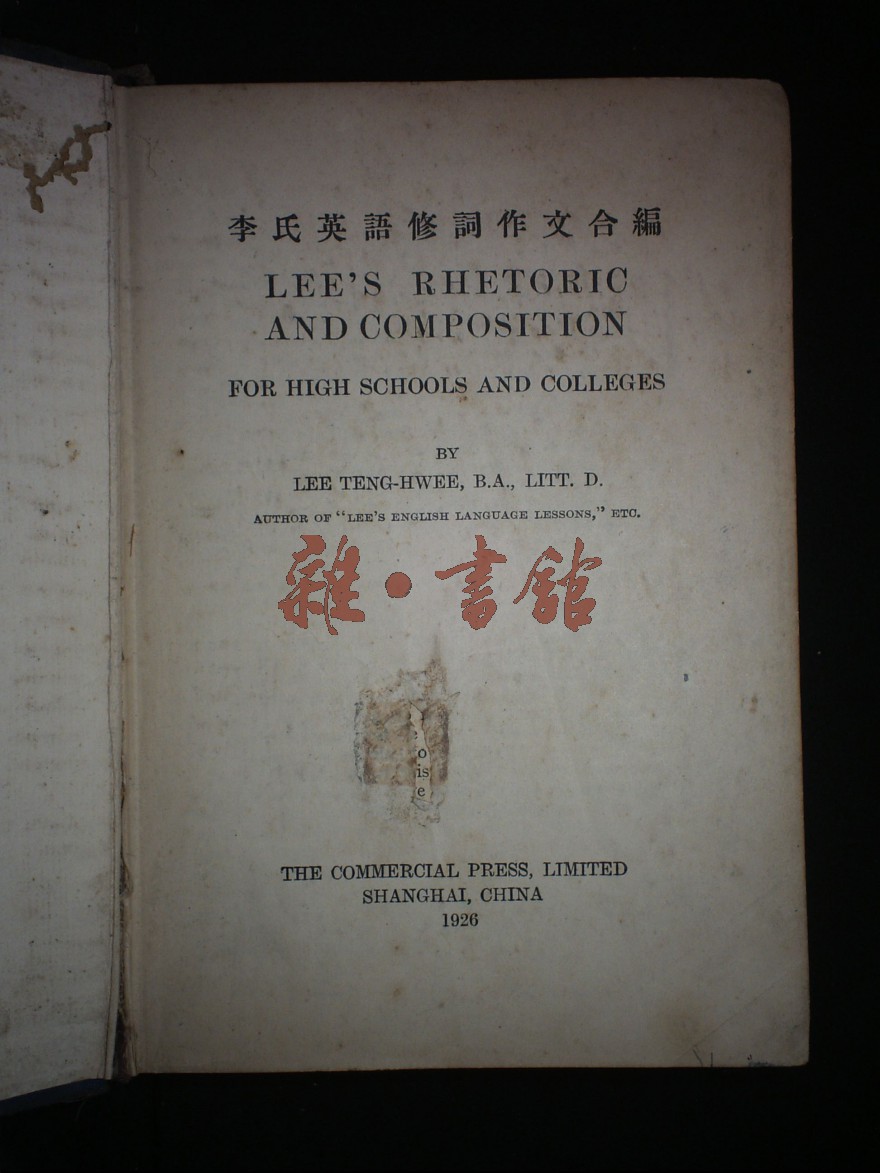 李氏英語修詞作文合編
LEE'S RHETORIC
AND COMPOSITION
FOR HIGH SCHOOLS AND COLLEGES
BY
LEE TENG-HWEE, B.A., LITT. D.
AUTHOR OF "LEE'S ENGLISH LANGUAGE LESSONS," ETC.
雜·書館
o
is
e
THE COMMERCIAL PRESS, LIMITED
SHANGHAI, CHINA
1926